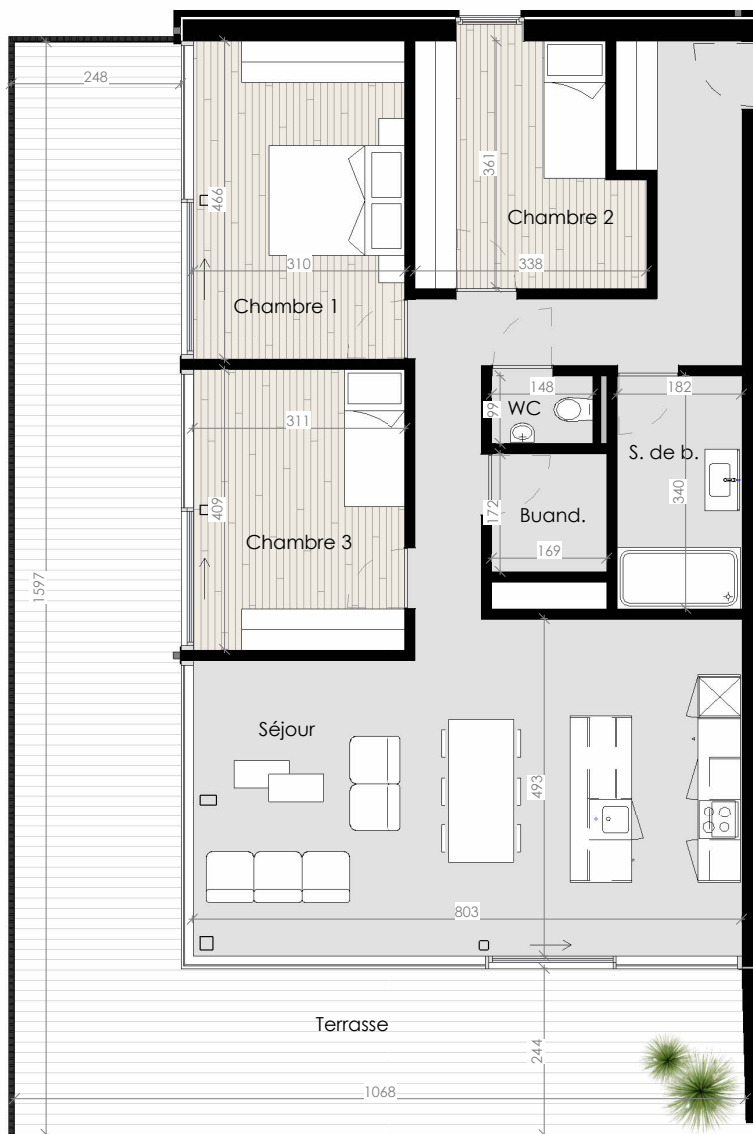 248
361
466
Chambre 2
310
338
Chambre 1
148
182
99
WC
311
S. de b.
340
409
172
Buand.
Chambre 3
169
1597
Séjour
493
803
Terrasse
244
1068